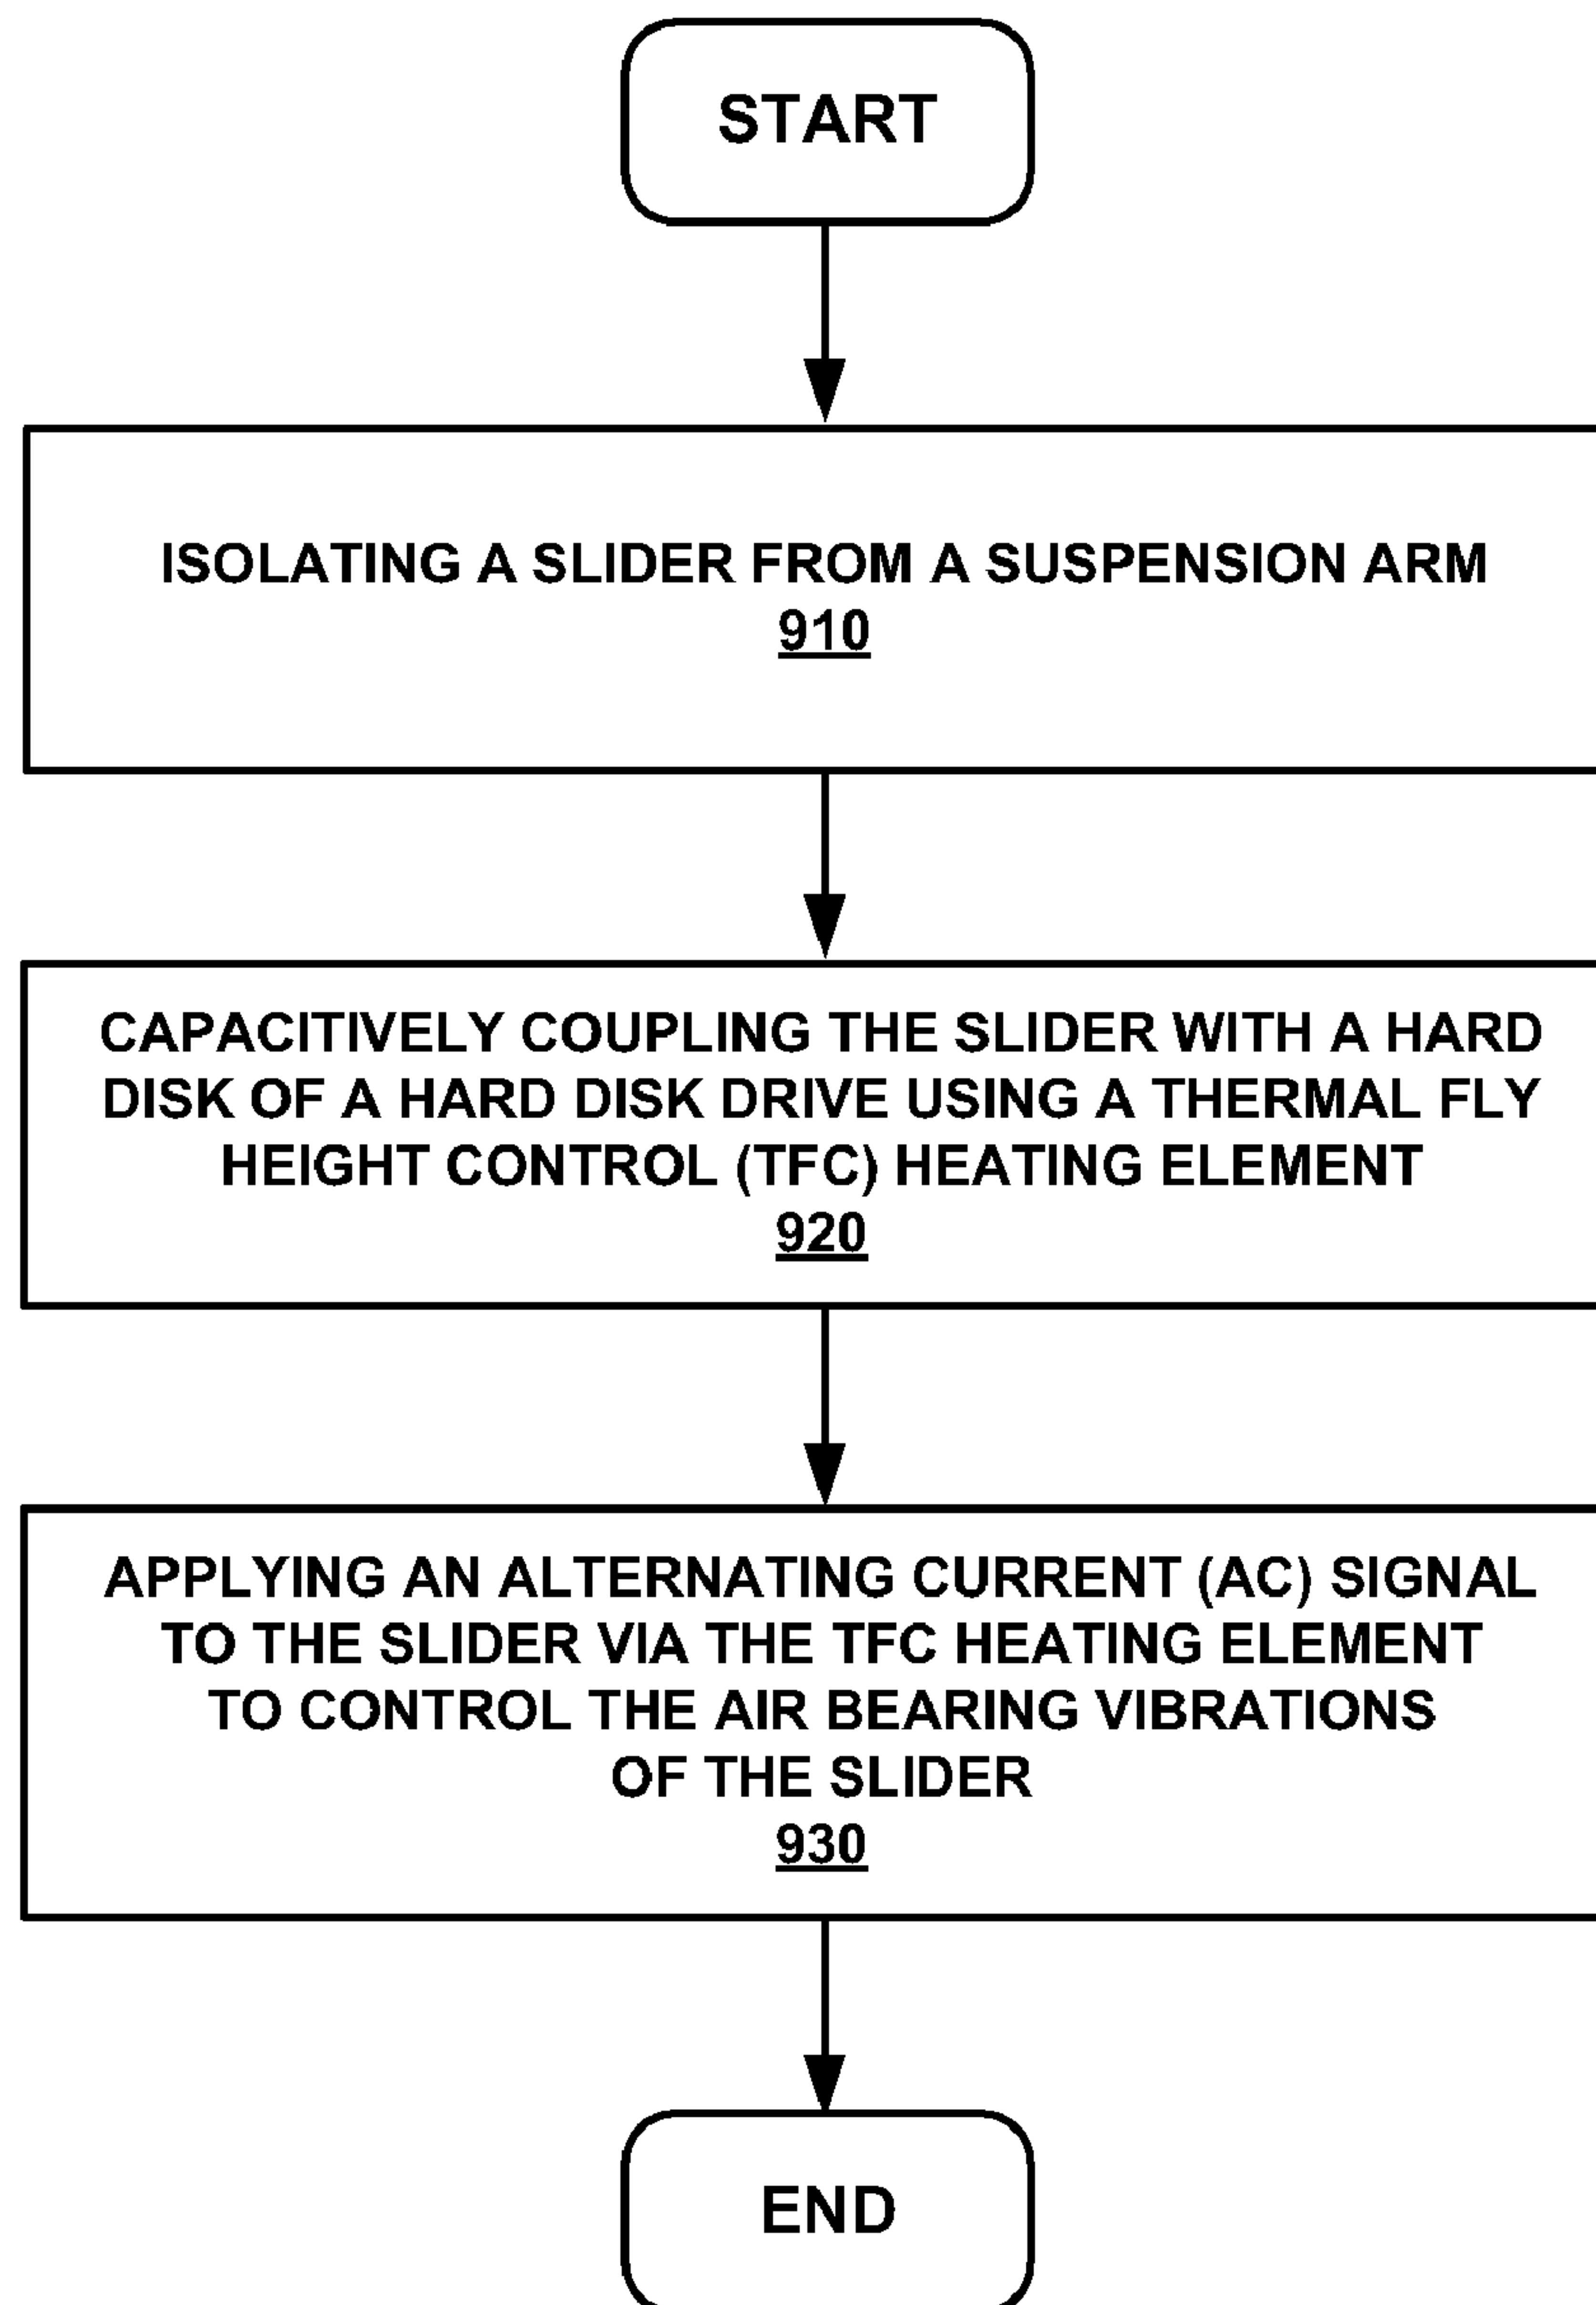 START
ISOLATING A SLIDER FROM A SUSPENSION ARM
910
CAPACITIVELY COUPLING THE SLIDER WITH A HARD
DISK OF A HARD DISK DRIVE USING A THERMAL FLY
HEIGHT CONTROL (TFC) HEATING ELEMENT
920
APPLYING AN ALTERNATING CURRENT (AC) SIGNAL
TO THE SLIDER VIA THE TFC HEATING ELEMENT
TO CONTROL THE AIR BEARING VIBRATIONS
OF THE SLIDER
930
END